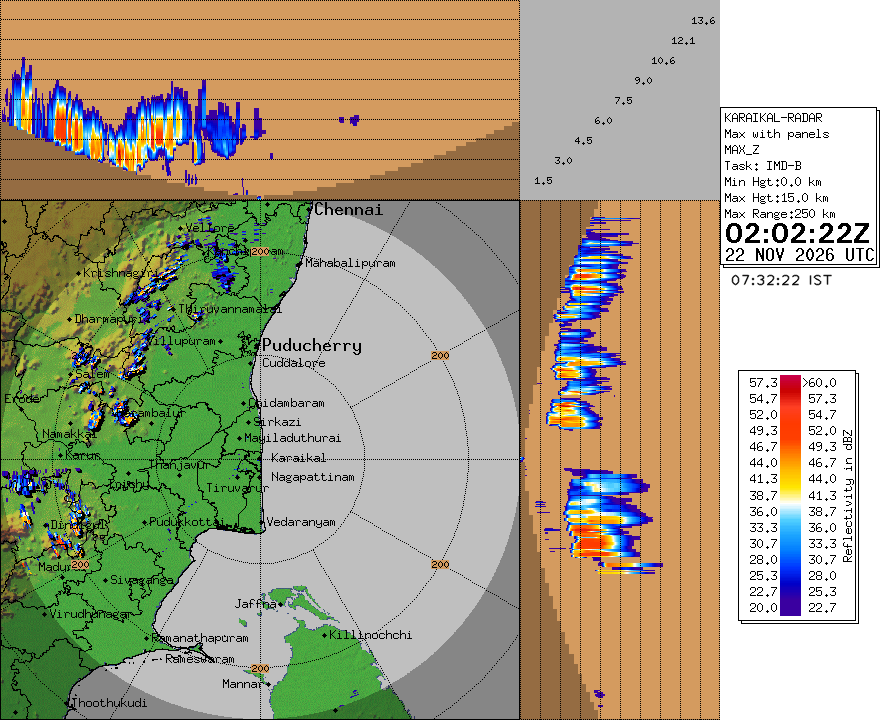 13.6
12.1
10.6
9.0
7.5
6.0
4.5
3.0
1.5
KARAIKAL-RADAR
Max with panels
MAX_Z
Task: IMD-B
Min Hgt:0.0 km
Max Hgt:15.0 km
Max Range:250 km
02:02:22Z
22 NOV 2026 UTC
07:32:22 IST
Chennai
Vellore
200
Mahabalipuram
Krishnagiri
Thiruvannamalai
Dharmapuri
Villupuram
Puducherry
200
Cuddalore
Salem
Erode
Chidambaram
Perambalur
Sirkazi
Namakkal
Mayiladuthurai
Karur
Karaikal
Thanjavur
Nagapattinam
Tiruvarur
Dindigul
Pudukkottai
Vedaranyam
200
200
Madurai
Sivaganga
Jaffna
Virudhunagar
Killinochchi
Ramanathapuram
Rameswaram
200
Mannar
Thoothukudi
57.3 >60.0
54.7 57.3
52.0 54.7
49.3 52.0
46.7 49.3
44.0 46.7
41.3 44.0
38.7 41.3
36.0 38.7
33.3 36.0
30.7 33.3
28.0 30.7
25.3 28.0
22.7 25.3
20.0 22.7
Reflectivity in dBZ